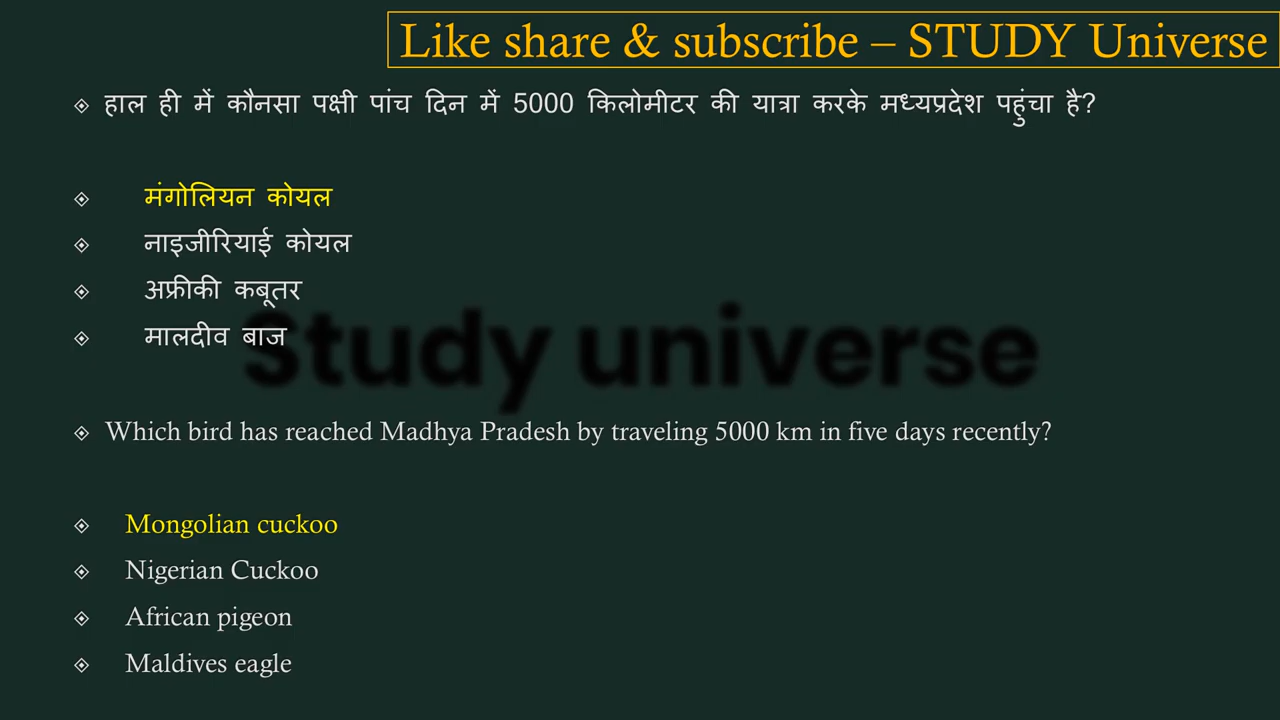 Like share & subscribe – STUDY Universe
हाल ही में कौनसा पक्षी पांच दिन में 5000 किलोमीटर की यात्रा करके मध्यप्रदेश पहुंचा है?
मंगोलियन कोयल
नाइजीरियाई कोयल
अफ्रीकी कबूतर
मालदीव बाज
Study universe
Which bird has reached Madhya Pradesh by traveling 5000 km in five days recently?
Mongolian cuckoo
Nigerian Cuckoo
African pigeon
Maldives eagle